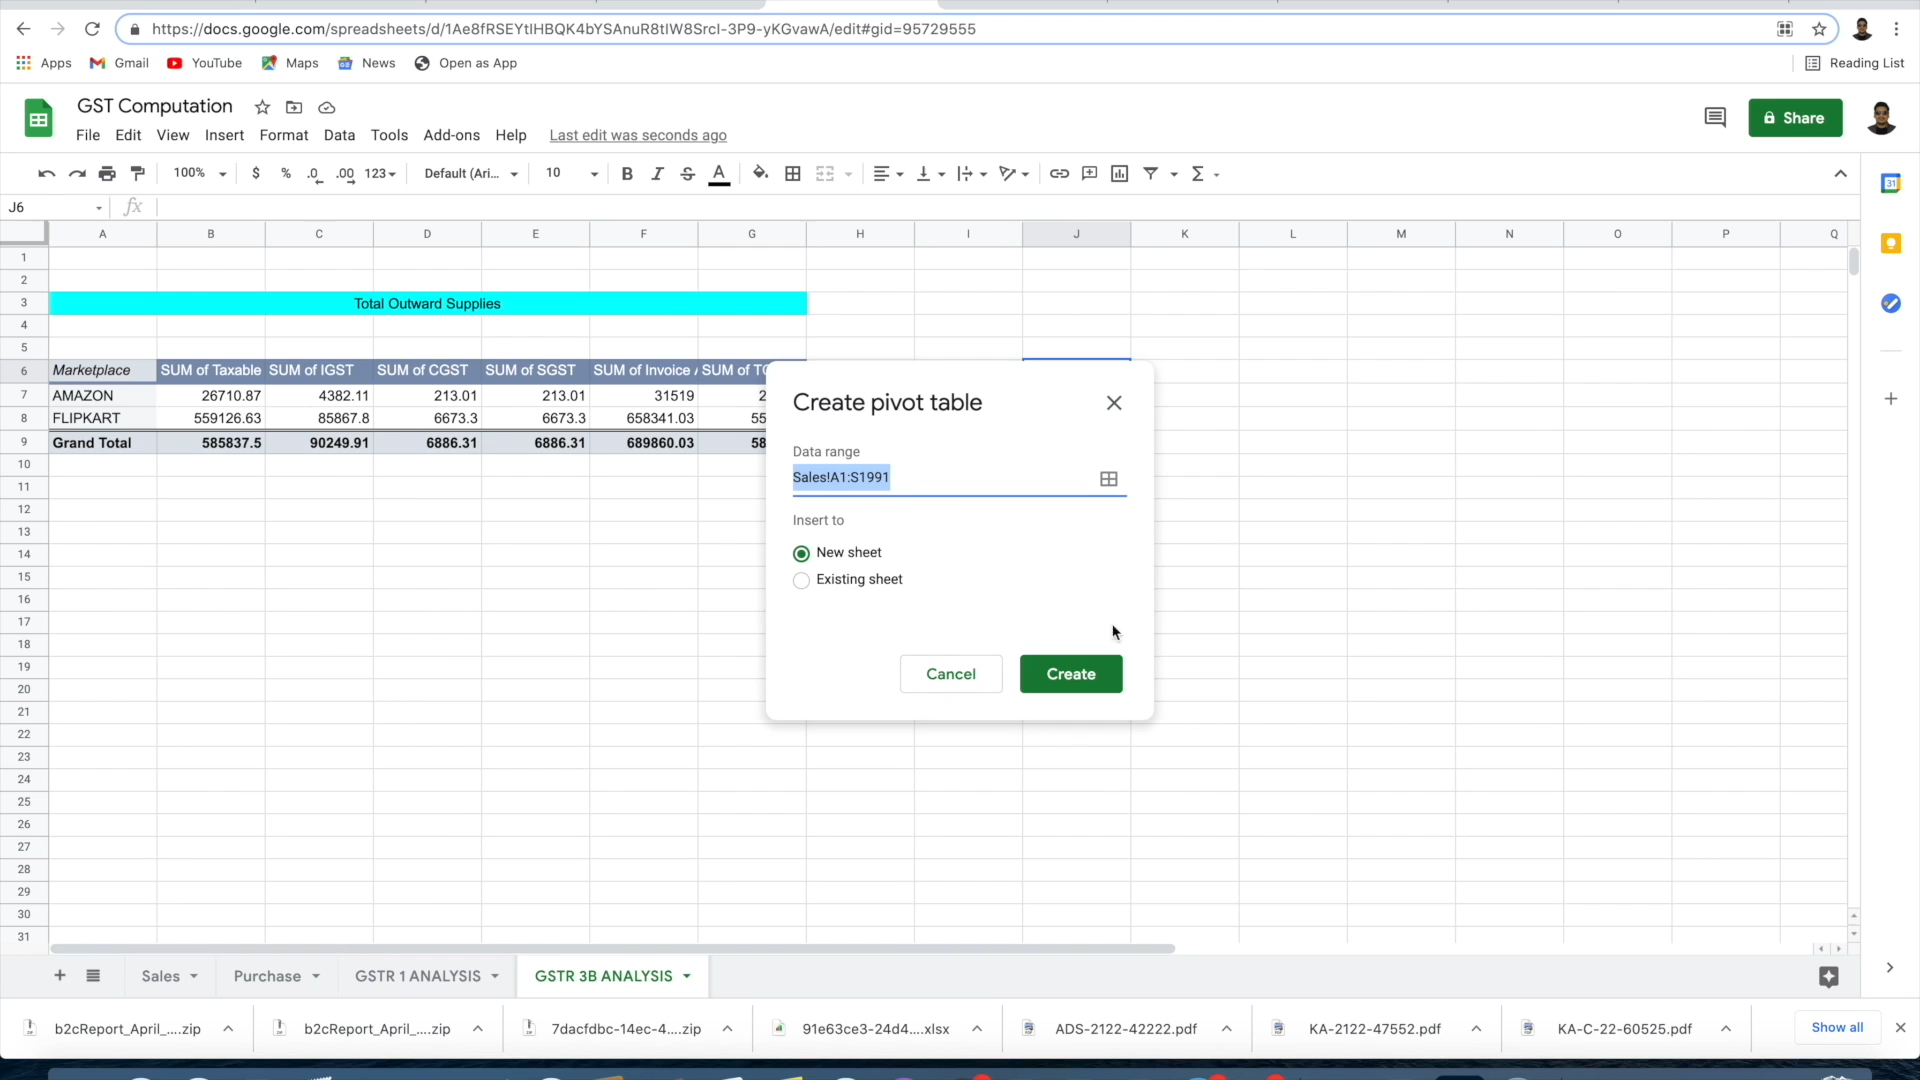 https://docs.google.com/spreadsheets/d/1Ae8fRSEYtIHBQK4bYSAnuR8tIW8SrcI-3P9-yKGvawA/edit#gid=95729555
Apps Gmail YouTube Maps News Open as App Reading List
GST Computation
File Edit View Insert Format Data Tools Add-ons Help Last edit was seconds ago
Share
100% $ % .0 .00 123 Default (Ari... 10 B I S A
J6 fx
A B C D E F G H I J K L M N O P Q
1
2
3 Total Outward Supplies
4
5
6 Marketplace SUM of Taxable SUM of IGST SUM of CGST SUM of SGST SUM of Invoice
7 AMAZON 26710.87 4382.11 213.01 213.01 31519
8 FLIPKART 559126.63 85867.8 6673.3 6673.3 658341.03
9 Grand Total 585837.5 90249.91 6886.31 6886.31 689860.03
10
11
12
13
14
15
16
17
18
19
20
21
22
23
24
25
26
27
28
29
30
31
Create pivot table
Data range
Sales!A1:S1991
Insert to
New sheet
Existing sheet
Cancel Create
Sales Purchase GSTR 1 ANALYSIS GSTR 3B ANALYSIS
b2cReport_April_....zip b2cReport_April_....zip 7dacfdbc-14ec-4....zip 91e63ce3-24d4....xlsx ADS-2122-42222.pdf KA-2122-47552.pdf KA-C-22-60525.pdf Show all